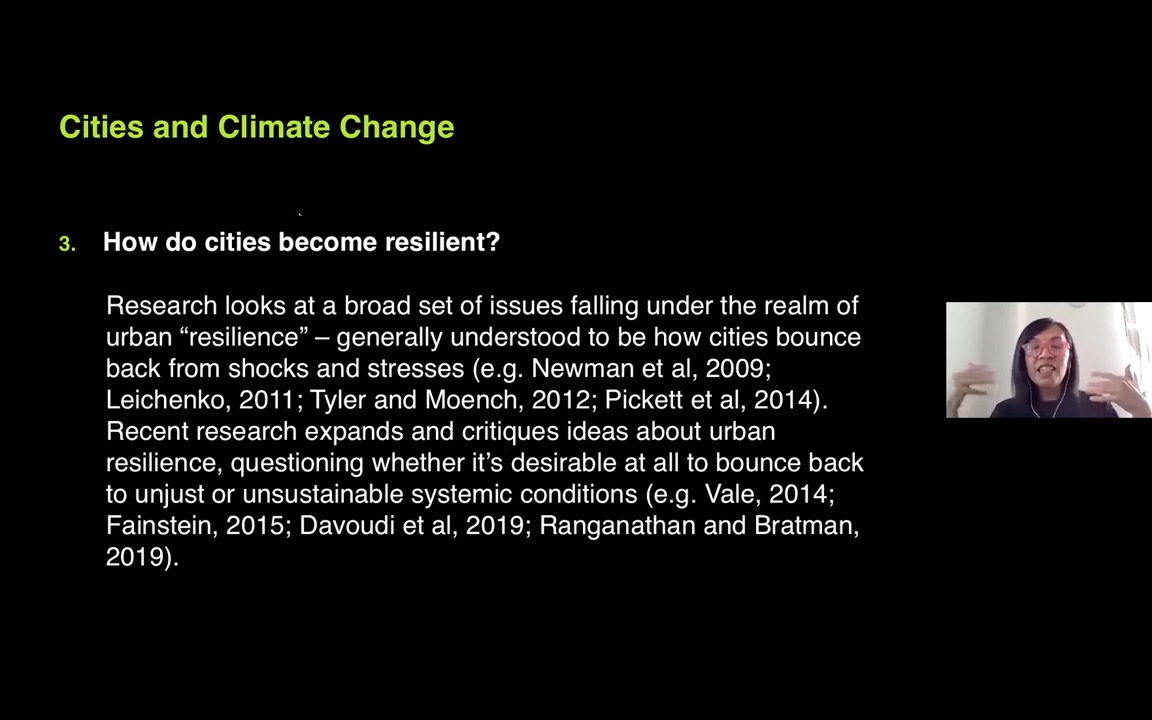 Cities and Climate Change
3. How do cities become resilient?
Research looks at a broad set of issues falling under the realm of
urban “resilience” – generally understood to be how cities bounce
back from shocks and stresses (e.g. Newman et al, 2009;
Leichenko, 2011; Tyler and Moench, 2012; Pickett et al, 2014).
Recent research expands and critiques ideas about urban
resilience, questioning whether it’s desirable at all to bounce back
to unjust or unsustainable systemic conditions (e.g. Vale, 2014;
Fainstein, 2015; Davoudi et al, 2019; Ranganathan and Bratman,
2019).